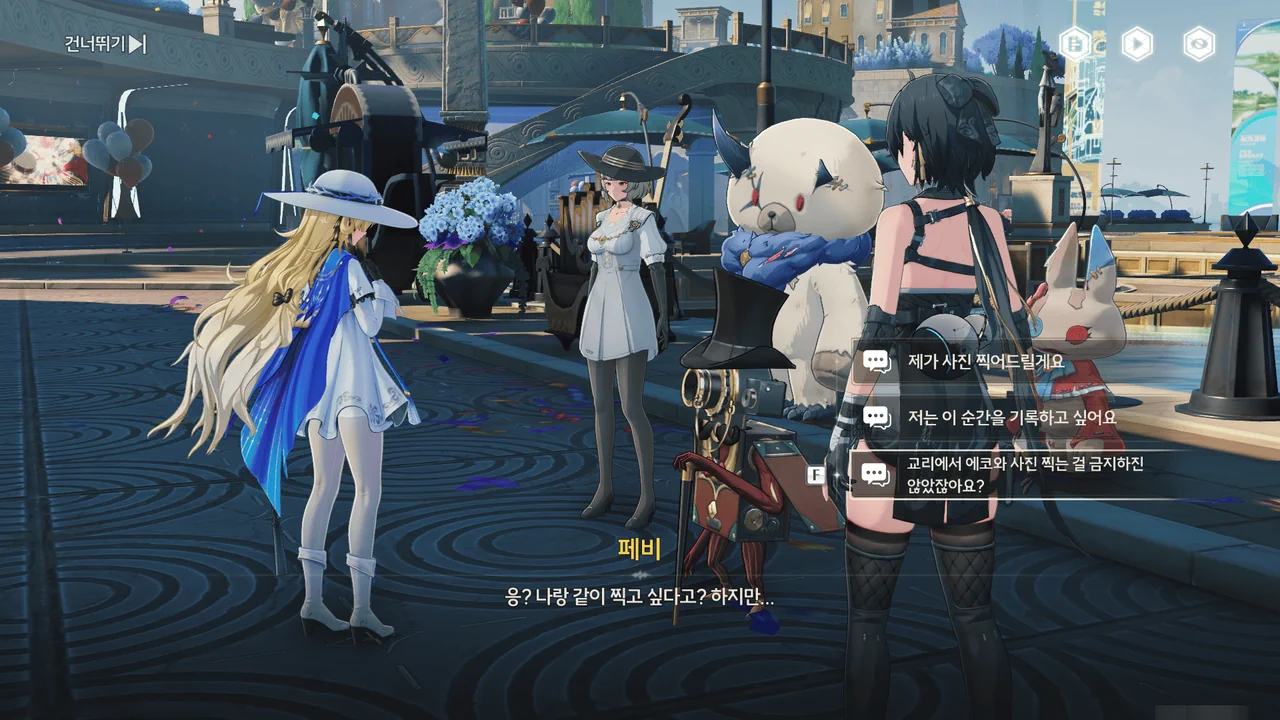 건너뛰기
제가 사진 찍어드릴게요
저는 이 순간을 기록하고 싶어요
F
교리에서 에코와 사진 찍는 걸 금지하진
않았잖아요?
페비
응? 나랑 같이 찍고 싶다고? 하지만...